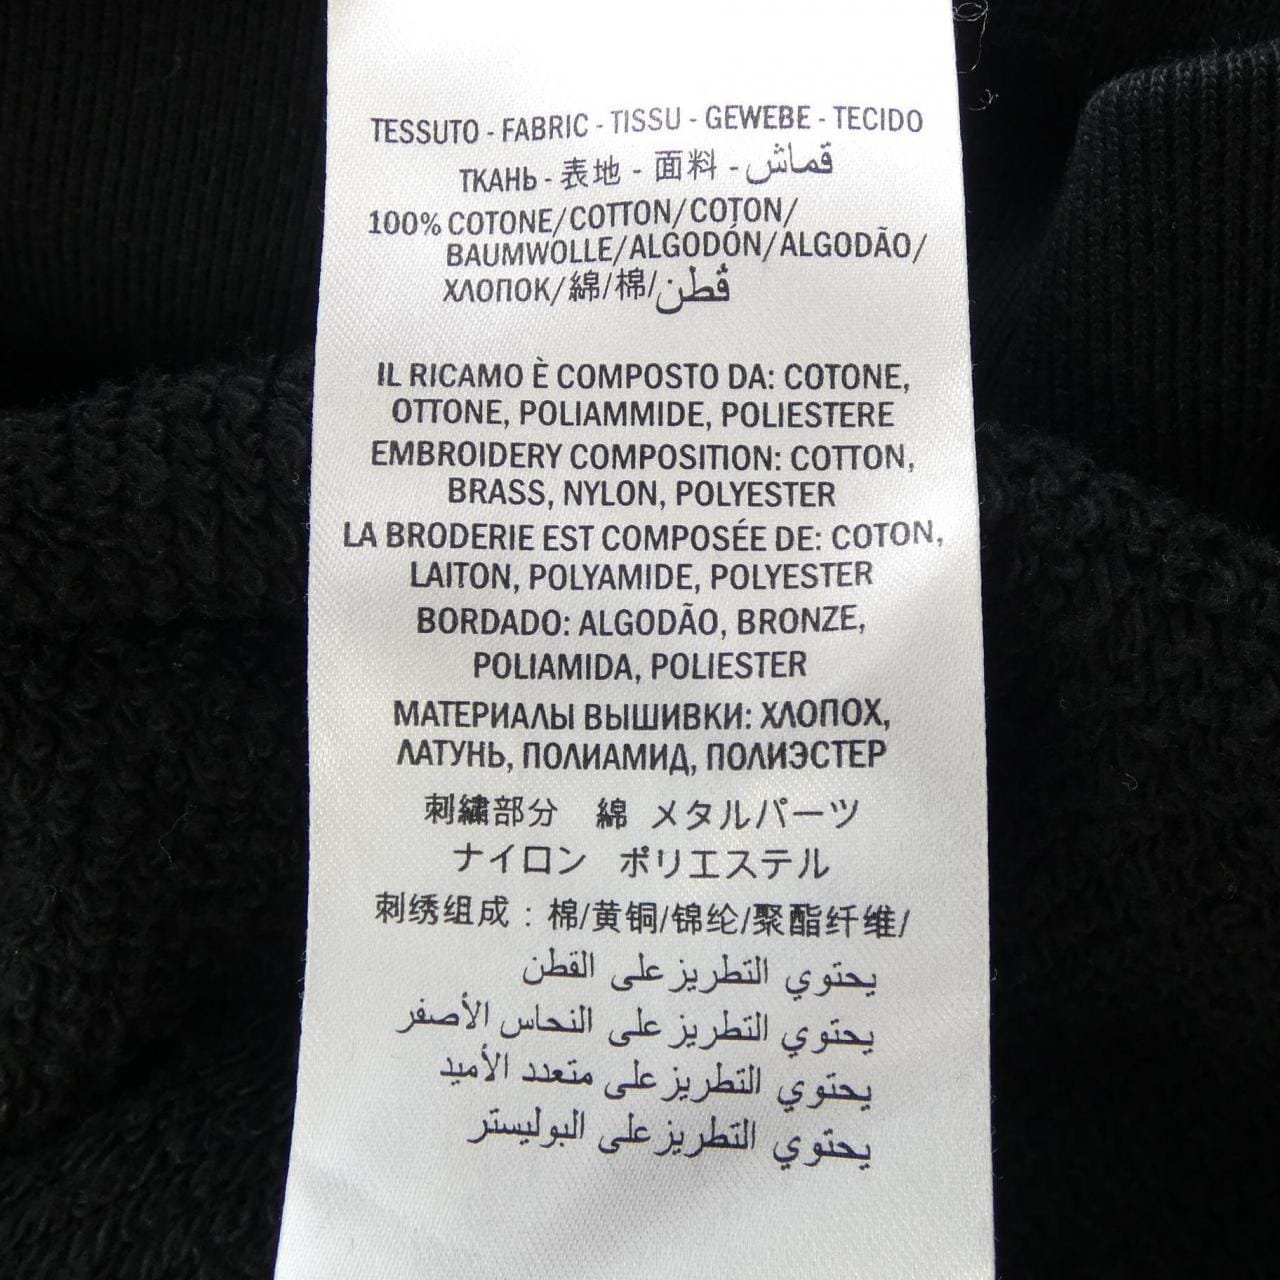 TESSUTO - FABRIC - TISSU - GEWEBE - TECIDO
ТКАНЬ - 表地 - 面料 - قماش
100% COTONE/COTTON/COTON/
BAUMWOLLE/ALGODÓN/ALGODÃO/
ХЛОПОК/綿/棉/قطن
IL RICAMO È COMPOSTO DA: COTONE,
OTTONE, POLIAMMIDE, POLIESTERE
EMBROIDERY COMPOSITION: COTTON,
BRASS, NYLON, POLYESTER
LA BRODERIE EST COMPOSÉE DE: COTON,
LAITON, POLYAMIDE, POLYESTER
BORDADO: ALGODÃO, BRONZE,
POLIAMIDA, POLIESTER
МАТЕРИАЛЫ ВЫШИВКИ: ХЛОПОХ,
ЛАТУНЬ, ПОЛИАМИД, ПОЛИЭСТЕР
刺繍部分 綿 メタルパーツ
ナイロン ポリエステル
刺绣组成：棉/黄铜/锦纶/聚酯纤维/
يحتوي التطريز على القطن
يحتوي التطريز على النحاس الأصفر
يحتوي التطريز على متعدد الأميد
يحتوي التطريز على البوليستر